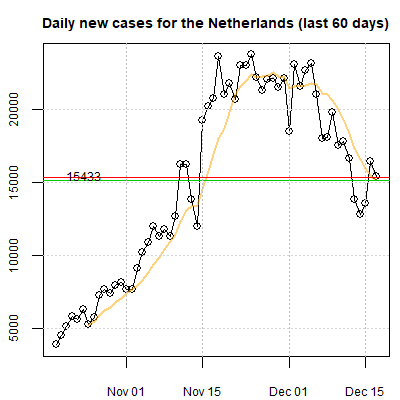 Daily new cases for the Netherlands (last 60 days)
20000
15433
15000
10000
5000
Nov 01 Nov 15 Dec 01 Dec 15